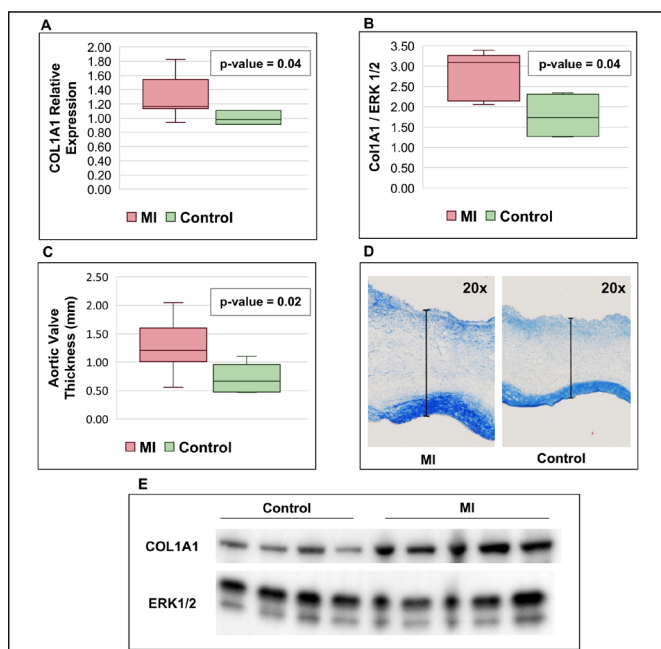 A
COL1A1 Relative
Expression
2.00
1.80
1.60
1.40
1.20
1.00
0.80
0.60
0.40
0.20
0.00
p-value = 0.04
MI
Control
B
Col1A1 / ERK 1/2
3.50
3.00
2.50
2.00
1.50
1.00
0.50
0.00
p-value = 0.04
MI
Control
C
Aortic Valve
Thickness (mm)
2.50
2.00
1.50
1.00
0.50
0.00
p-value = 0.02
MI
Control
D
20x
20x
MI
Control
E
Control
MI
COL1A1
ERK1/2